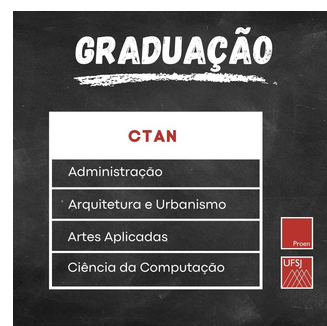 GRADUAÇÃO
CTAN
Administração
Arquitetura e Urbanismo
Artes Aplicadas
Ciência da Computação
Proen
UFSJ